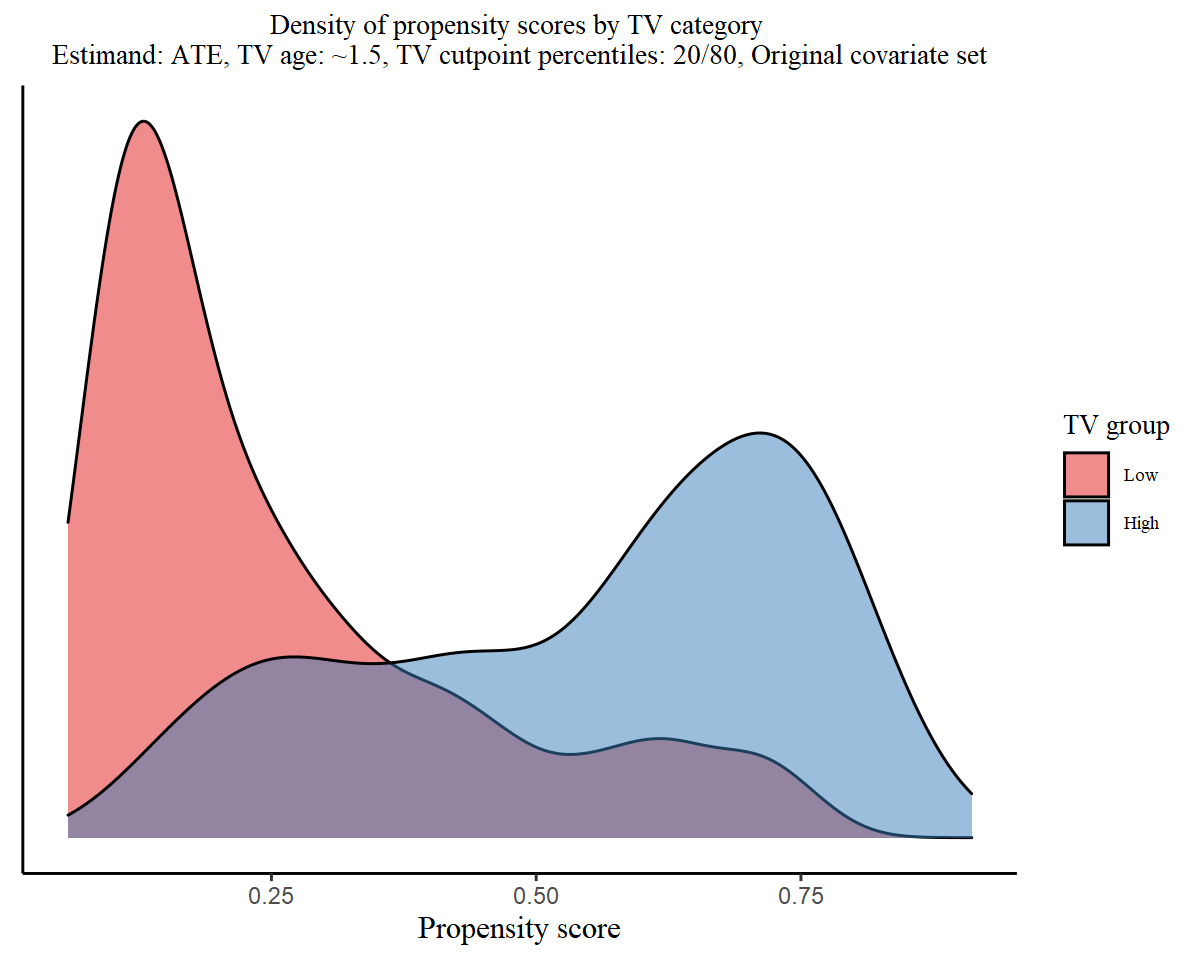 Density of propensity scores by TV category
Estimand: ATE, TV age: ~1.5, TV cutpoint percentiles: 20/80, Original covariate set
TV group
Low
High
0.25
0.50
0.75
Propensity score